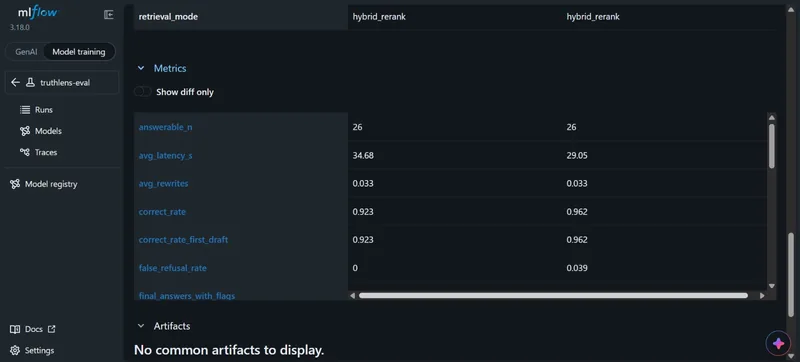 mlflow
3.18.0
GenAI Model training
truthlens-eval
Runs
Models
Traces
Model registry
Docs
Settings
retrieval_mode hybrid_rerank hybrid_rerank
Metrics
Show diff only
answerable_n 26 26
avg_latency_s 34.68 29.05
avg_rewrites 0.033 0.033
correct_rate 0.923 0.962
correct_rate_first_draft 0.923 0.962
false_refusal_rate 0 0.039
final_answers_with_flags
Artifacts
No common artifacts to display.